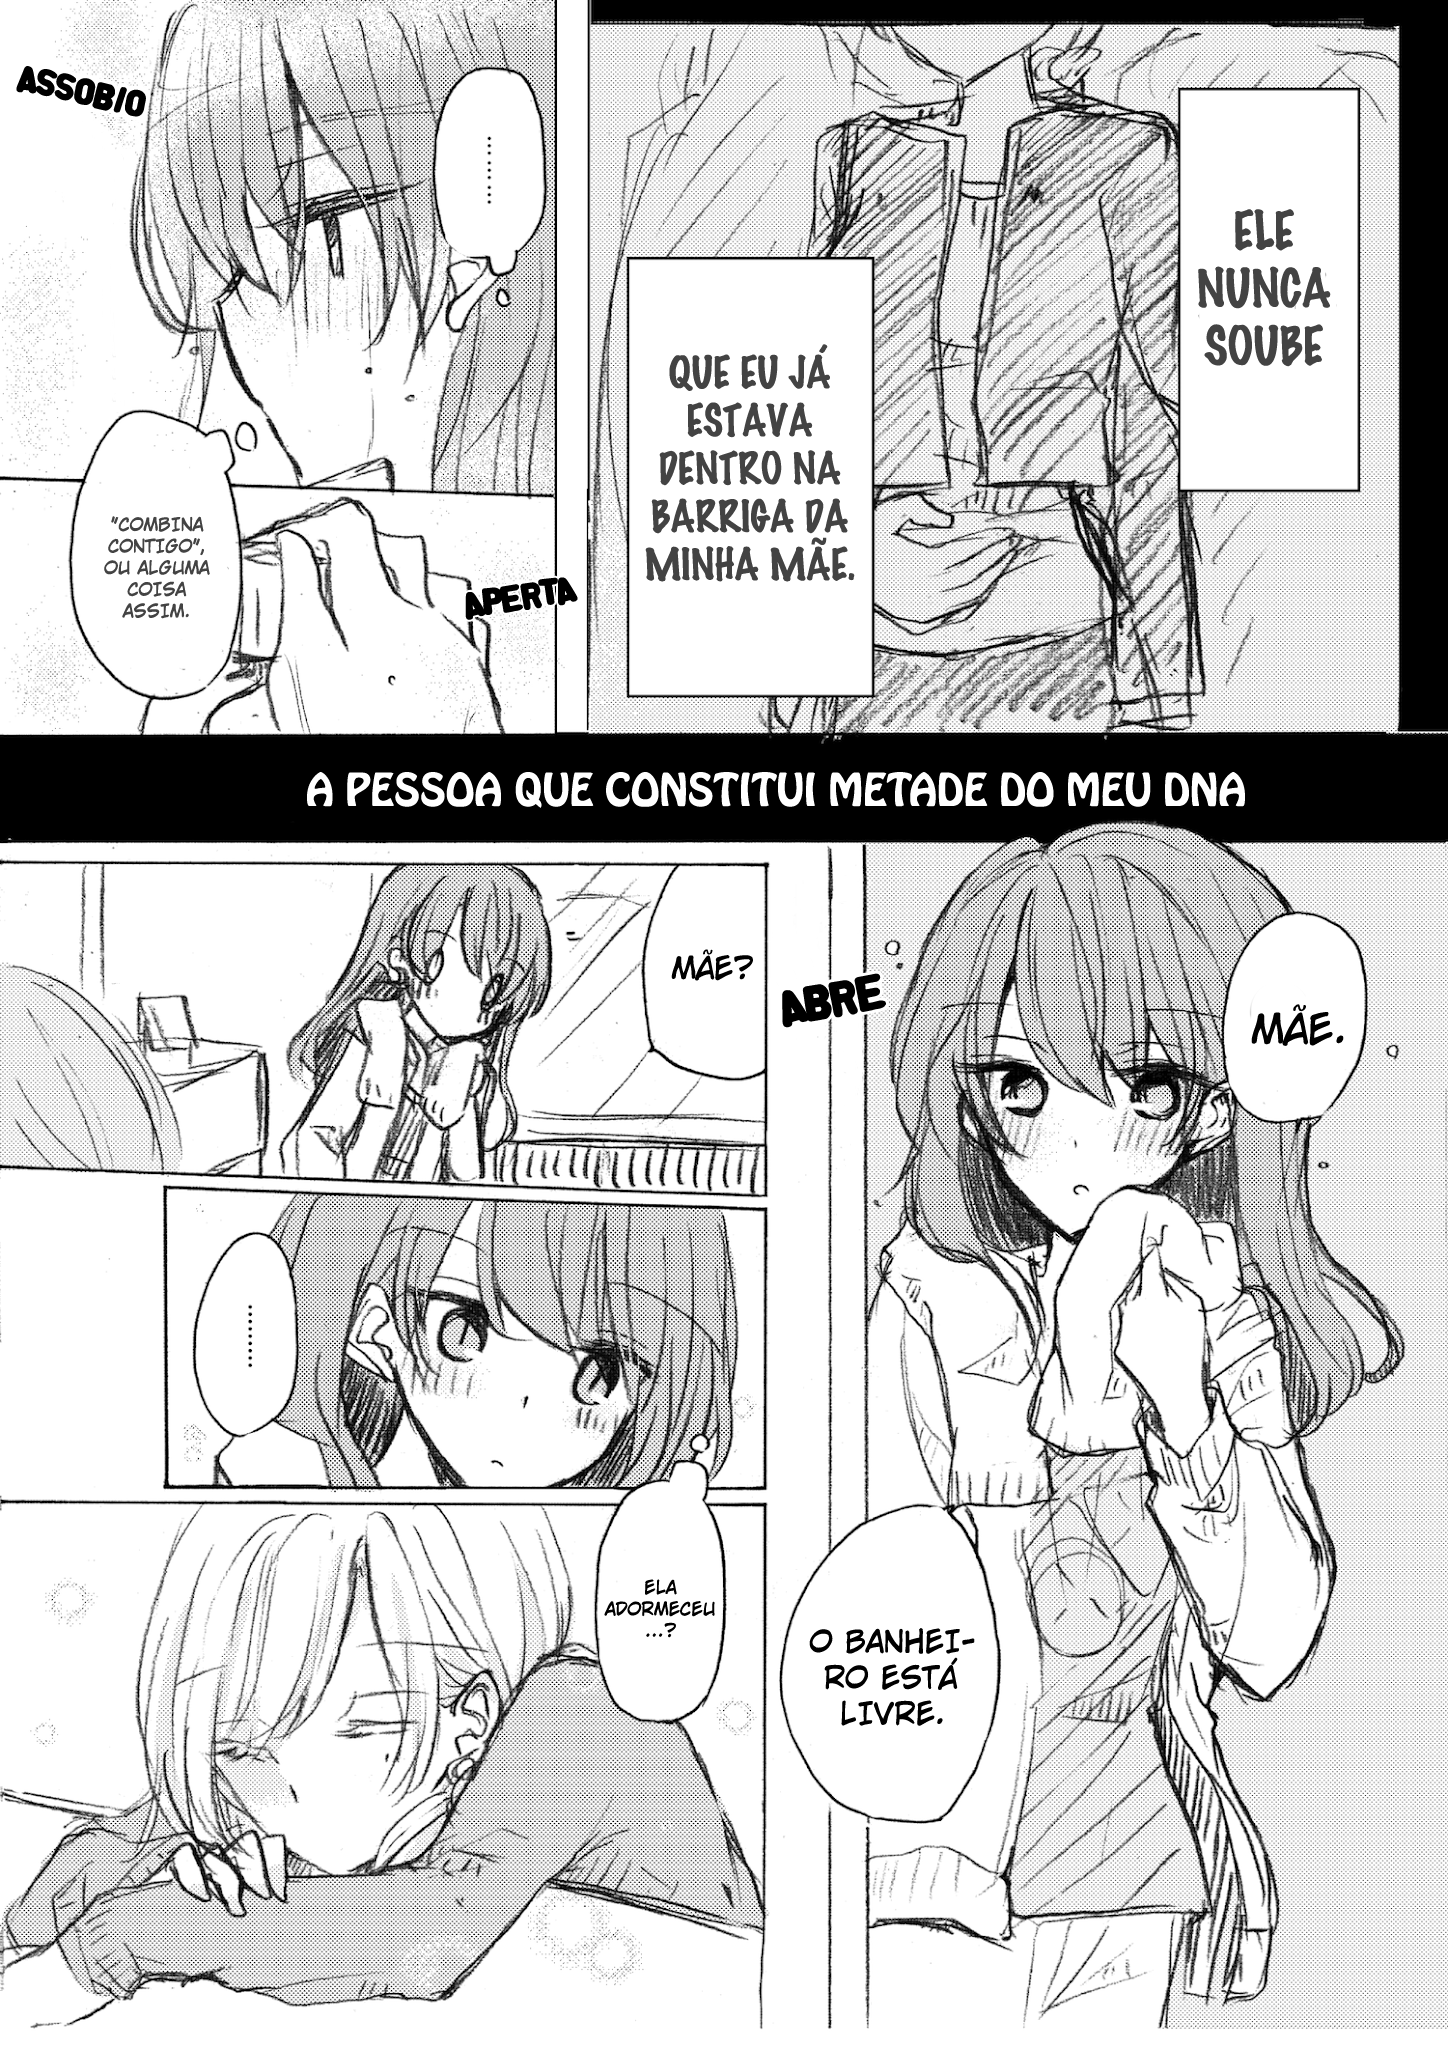 ELE
NUNCA
SOUBE
QUE EU JÁ
ESTAVA
DENTRO NA
BARRIGA DA
MINHA MÃE.
.........
ASSOBIO
"COMBINA
CONTIGO",
OU ALGUMA
COISA
ASSIM.
APERTA
A PESSOA QUE CONSTITUI METADE DO MEU DNA
MÃE.
ABRE
O BANHEI-
RO ESTÁ
LIVRE.
MÃE?
.........
ELA
ADORMECEU
...?